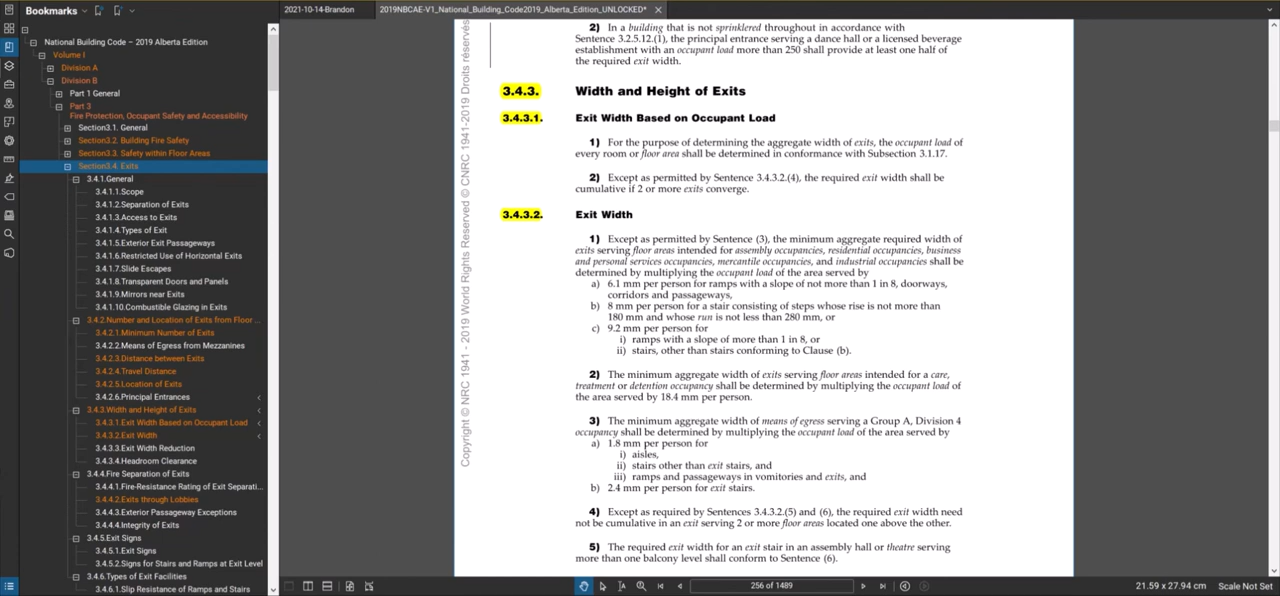 Bookmarks
2021-10-14-Brandon
2019NBCAE-V1_National_Building_Code2019_Alberta_Edition_UNLOCKED*
National Building Code – 2019 Alberta Edition
Volume I
Division A
Division B
Part 1 General
Part 3
Fire Protection, Occupant Safety and Accessibility
Section3.1. General
Section3.2. Building Fire Safety
Section3.3. Safety within Floor Areas
Section3.4. Exits
3.4.1.General
3.4.1.1.Scope
3.4.1.2.Separation of Exits
3.4.1.3.Access to Exits
3.4.1.4.Types of Exit
3.4.1.5.Exterior Exit Passageways
3.4.1.6.Restricted Use of Horizontal Exits
3.4.1.7.Slide Escapes
3.4.1.8.Transparent Doors and Panels
3.4.1.9.Mirrors near Exits
3.4.1.10.Combustible Glazing in Exits
3.4.2.Number and Location of Exits from Floor ...
3.4.2.1.Minimum Number of Exits
3.4.2.2.Means of Egress from Mezzanines
3.4.2.3.Distance between Exits
3.4.2.4.Travel Distance
3.4.2.5.Location of Exits
3.4.2.6.Principal Entrances
3.4.3.Width and Height of Exits
3.4.3.1.Exit Width Based on Occupant Load
3.4.3.2.Exit Width
3.4.3.3.Exit Width Reduction
3.4.3.4.Headroom Clearance
3.4.4.Fire Separation of Exits
3.4.4.1.Fire-Resistance Rating of Exit Separati...
3.4.4.2.Exits through Lobbies
3.4.4.3.Exterior Passageway Exceptions
3.4.4.4.Integrity of Exits
3.4.5.Exit Signs
3.4.5.1.Exit Signs
3.4.5.2.Signs for Stairs and Ramps at Exit Level
3.4.6.Types of Exit Facilities
3.4.6.1.Slip Resistance of Ramps and Stairs
Copyright © NRC 1941 - 2019 World Rights Reserved © CNRC 1941-2019 Droits réservés
2) In a building that is not sprinklered throughout in accordance with
Sentence 3.2.5.12.(1), the principal entrance serving a dance hall or a licensed beverage
establishment with an occupant load more than 250 shall provide at least one half of
the required exit width.
3.4.3. Width and Height of Exits
3.4.3.1. Exit Width Based on Occupant Load
1) For the purpose of determining the aggregate width of exits, the occupant load of
every room or floor area shall be determined in conformance with Subsection 3.1.17.
2) Except as permitted by Sentence 3.4.3.2.(4), the required exit width shall be
cumulative if 2 or more exits converge.
3.4.3.2. Exit Width
1) Except as permitted by Sentence (3), the minimum aggregate required width of
exits serving floor areas intended for assembly occupancies, residential occupancies, business
and personal services occupancies, mercantile occupancies, and industrial occupancies shall be
determined by multiplying the occupant load of the area served by
a) 6.1 mm per person for ramps with a slope of not more than 1 in 8, doorways,
corridors and passageways,
b) 8 mm per person for a stair consisting of steps whose rise is not more than
180 mm and whose run is not less than 280 mm, or
c) 9.2 mm per person for
i) ramps with a slope of more than 1 in 8, or
ii) stairs, other than stairs conforming to Clause (b).
2) The minimum aggregate width of exits serving floor areas intended for a care,
treatment or detention occupancy shall be determined by multiplying the occupant load of
the area served by 18.4 mm per person.
3) The minimum aggregate width of means of egress serving a Group A, Division 4
occupancy shall be determined by multiplying the occupant load of the area served by
a) 1.8 mm per person for
i) aisles,
ii) stairs other than exit stairs, and
iii) ramps and passageways in vomitories and exits, and
b) 2.4 mm per person for exit stairs.
4) Except as required by Sentences 3.4.3.2.(5) and (6), the required exit width need
not be cumulative in an exit serving 2 or more floor areas located one above the other.
5) The required exit width for an exit stair in an assembly hall or theatre serving
more than one balcony level shall conform to Sentence (6).
256 of 1489
21.59 x 27.94 cm
Scale Not Set